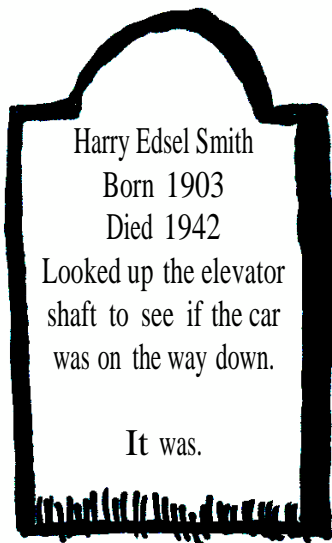 Harry Edsel Smith
Born 1903
Died 1942
Looked up the elevator
shaft to see if the car
was on the way down.
It was.